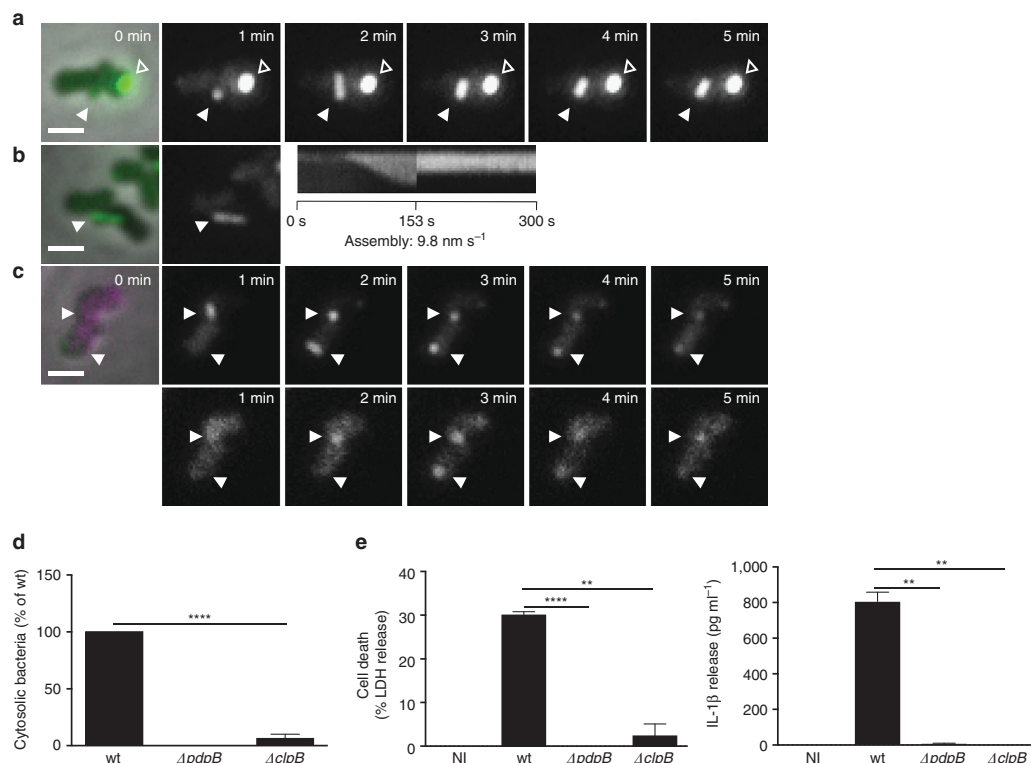 a
0 min
1 min
2 min
3 min
4 min
5 min
b
0 s
153 s
300 s
Assembly: 9.8 nm s⁻¹
c
0 min
1 min
2 min
3 min
4 min
5 min
1 min
2 min
3 min
4 min
5 min
d
Cytosolic bacteria (% of wt)
150
100
50
0
****
wt
ΔpdpB
ΔclpB
e
Cell death
(% LDH release)
40
30
20
10
0
**
****
NI
wt
ΔpdpB
ΔclpB
IL-1β release (pg ml⁻¹)
1,000
800
600
400
200
0
**
**
NI
wt
ΔpdpB
ΔclpB